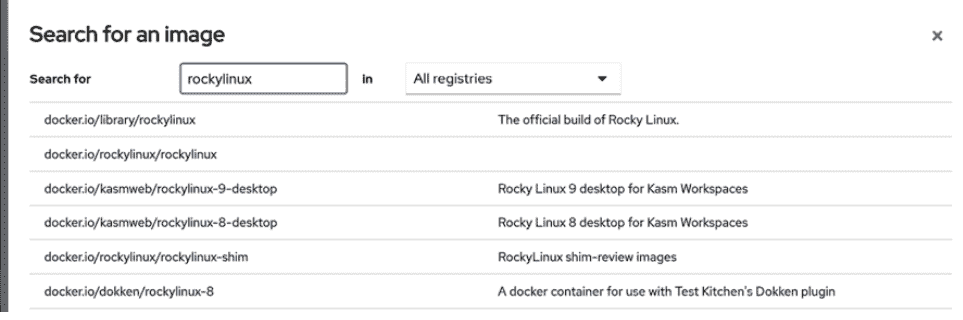 Search for an image ×
Search for rockylinux in All registries
docker.io/library/rockylinux The official build of Rocky Linux.
docker.io/rockylinux/rockylinux
docker.io/kasmweb/rockylinux-9-desktop Rocky Linux 9 desktop for Kasm Workspaces
docker.io/kasmweb/rockylinux-8-desktop Rocky Linux 8 desktop for Kasm Workspaces
docker.io/rockylinux/rockylinux-shim RockyLinux shim-review images
docker.io/dokken/rockylinux-8 A docker container for use with Test Kitchen's Dokken plugin